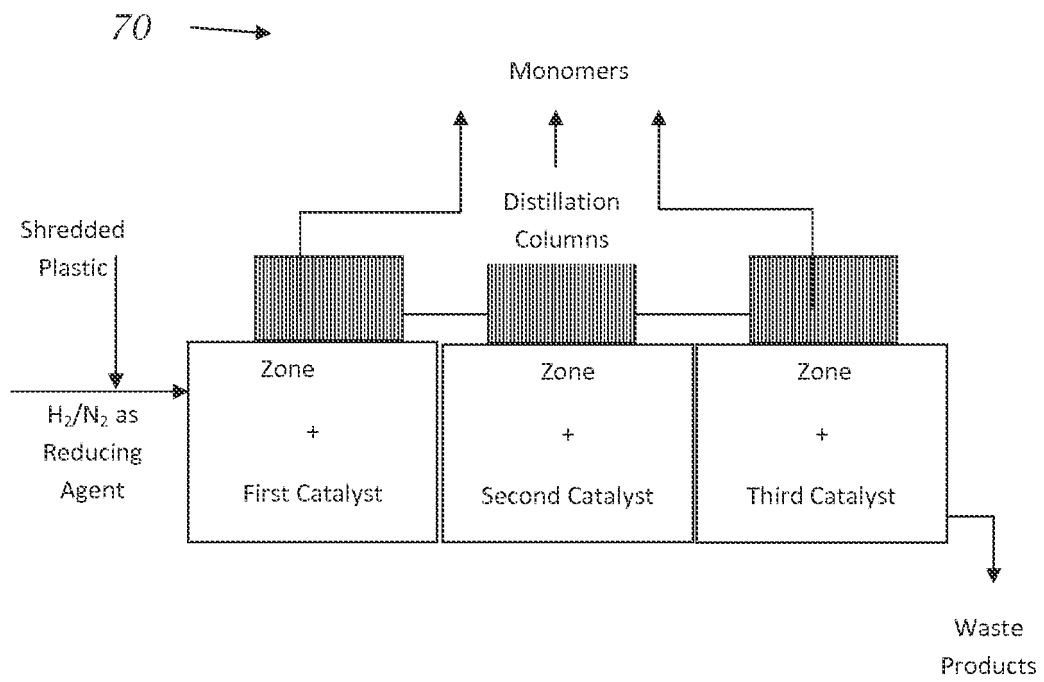 70
Monomers
Distillation
Columns
Shredded
Plastic
H₂/N₂ as
Reducing
Agent
Zone
+
First Catalyst
Zone
+
Second Catalyst
Zone
+
Third Catalyst
Waste
Products